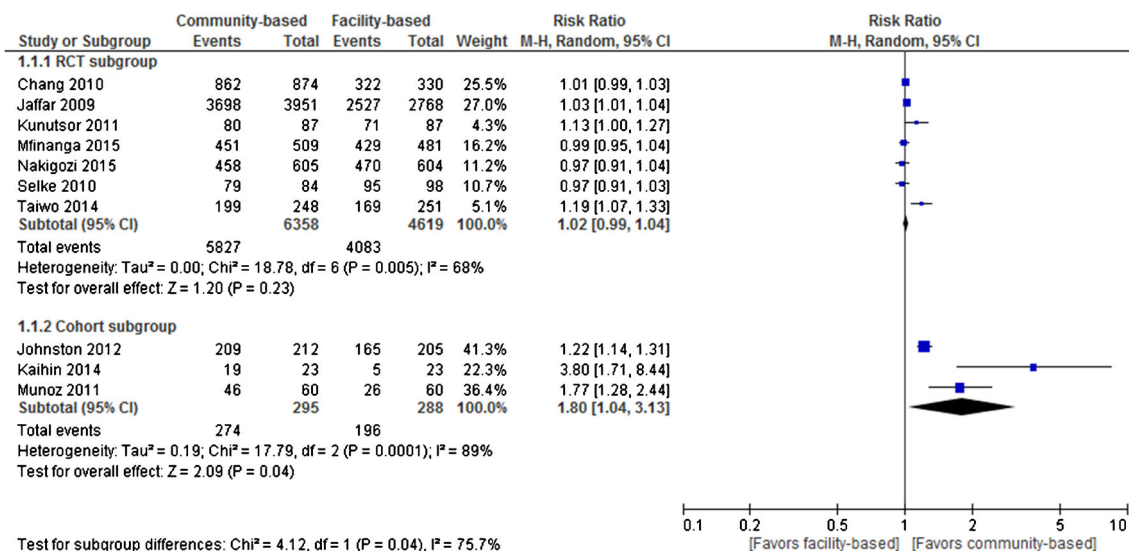 Community-based Facility-based Risk Ratio Risk Ratio
Study or Subgroup Events Total Events Total Weight M-H, Random, 95% CI M-H, Random, 95% CI
1.1.1 RCT subgroup
Chang 2010 862 874 322 330 25.5% 1.01 [0.99, 1.03]
Jaffar 2009 3698 3951 2527 2768 27.0% 1.03 [1.01, 1.04]
Kunutsor 2011 80 87 71 87 4.3% 1.13 [1.00, 1.27]
Mfinanga 2015 451 509 429 481 16.2% 0.99 [0.95, 1.04]
Nakigozi 2015 458 605 470 604 11.2% 0.97 [0.91, 1.04]
Selke 2010 79 84 95 98 10.7% 0.97 [0.91, 1.03]
Taiwo 2014 199 248 169 251 5.1% 1.19 [1.07, 1.33]
Subtotal (95% CI) 6358 4619 100.0% 1.02 [0.99, 1.04]
Total events 5827 4083
Heterogeneity: Tau² = 0.00; Chi² = 18.78, df = 6 (P = 0.005); I² = 68%
Test for overall effect: Z = 1.20 (P = 0.23)
1.1.2 Cohort subgroup
Johnston 2012 209 212 165 205 41.3% 1.22 [1.14, 1.31]
Kaihin 2014 19 23 5 23 22.3% 3.80 [1.71, 8.44]
Munoz 2011 46 60 26 60 36.4% 1.77 [1.28, 2.44]
Subtotal (95% CI) 295 288 100.0% 1.80 [1.04, 3.13]
Total events 274 196
Heterogeneity: Tau² = 0.19; Chi² = 17.79, df = 2 (P = 0.0001); I² = 89%
Test for overall effect: Z = 2.09 (P = 0.04)
0.1 0.2 0.5 1 2 5 10
[Favors facility-based] [Favors community-based]
Test for subgroup differences: Chi² = 4.12, df = 1 (P = 0.04), I² = 75.7%